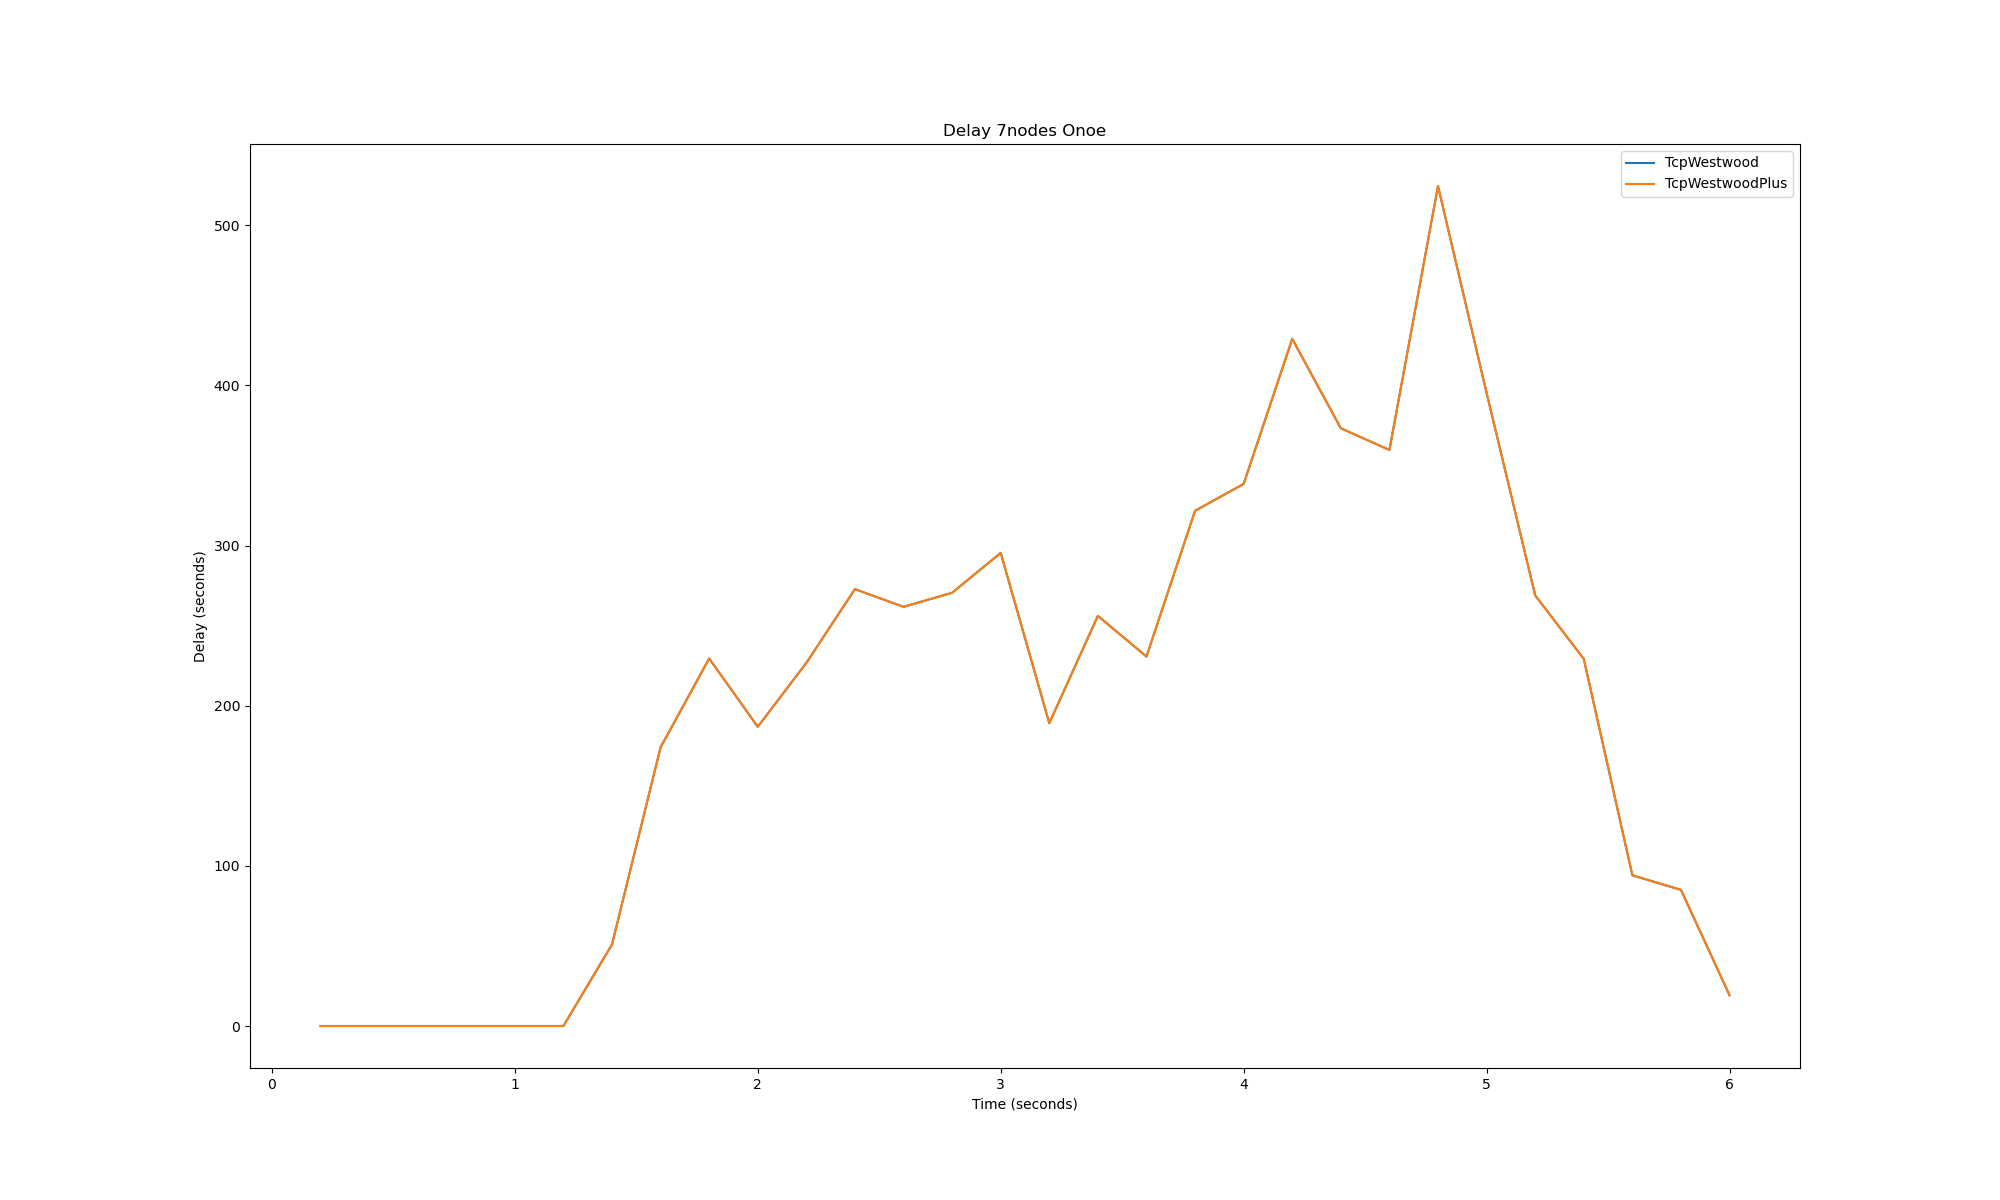 Delay 7nodes Onoe
TcpWestwood
TcpWestwoodPlus
500
400
300
200
100
0
Delay (seconds)
0 1 2 3 4 5 6
Time (seconds)